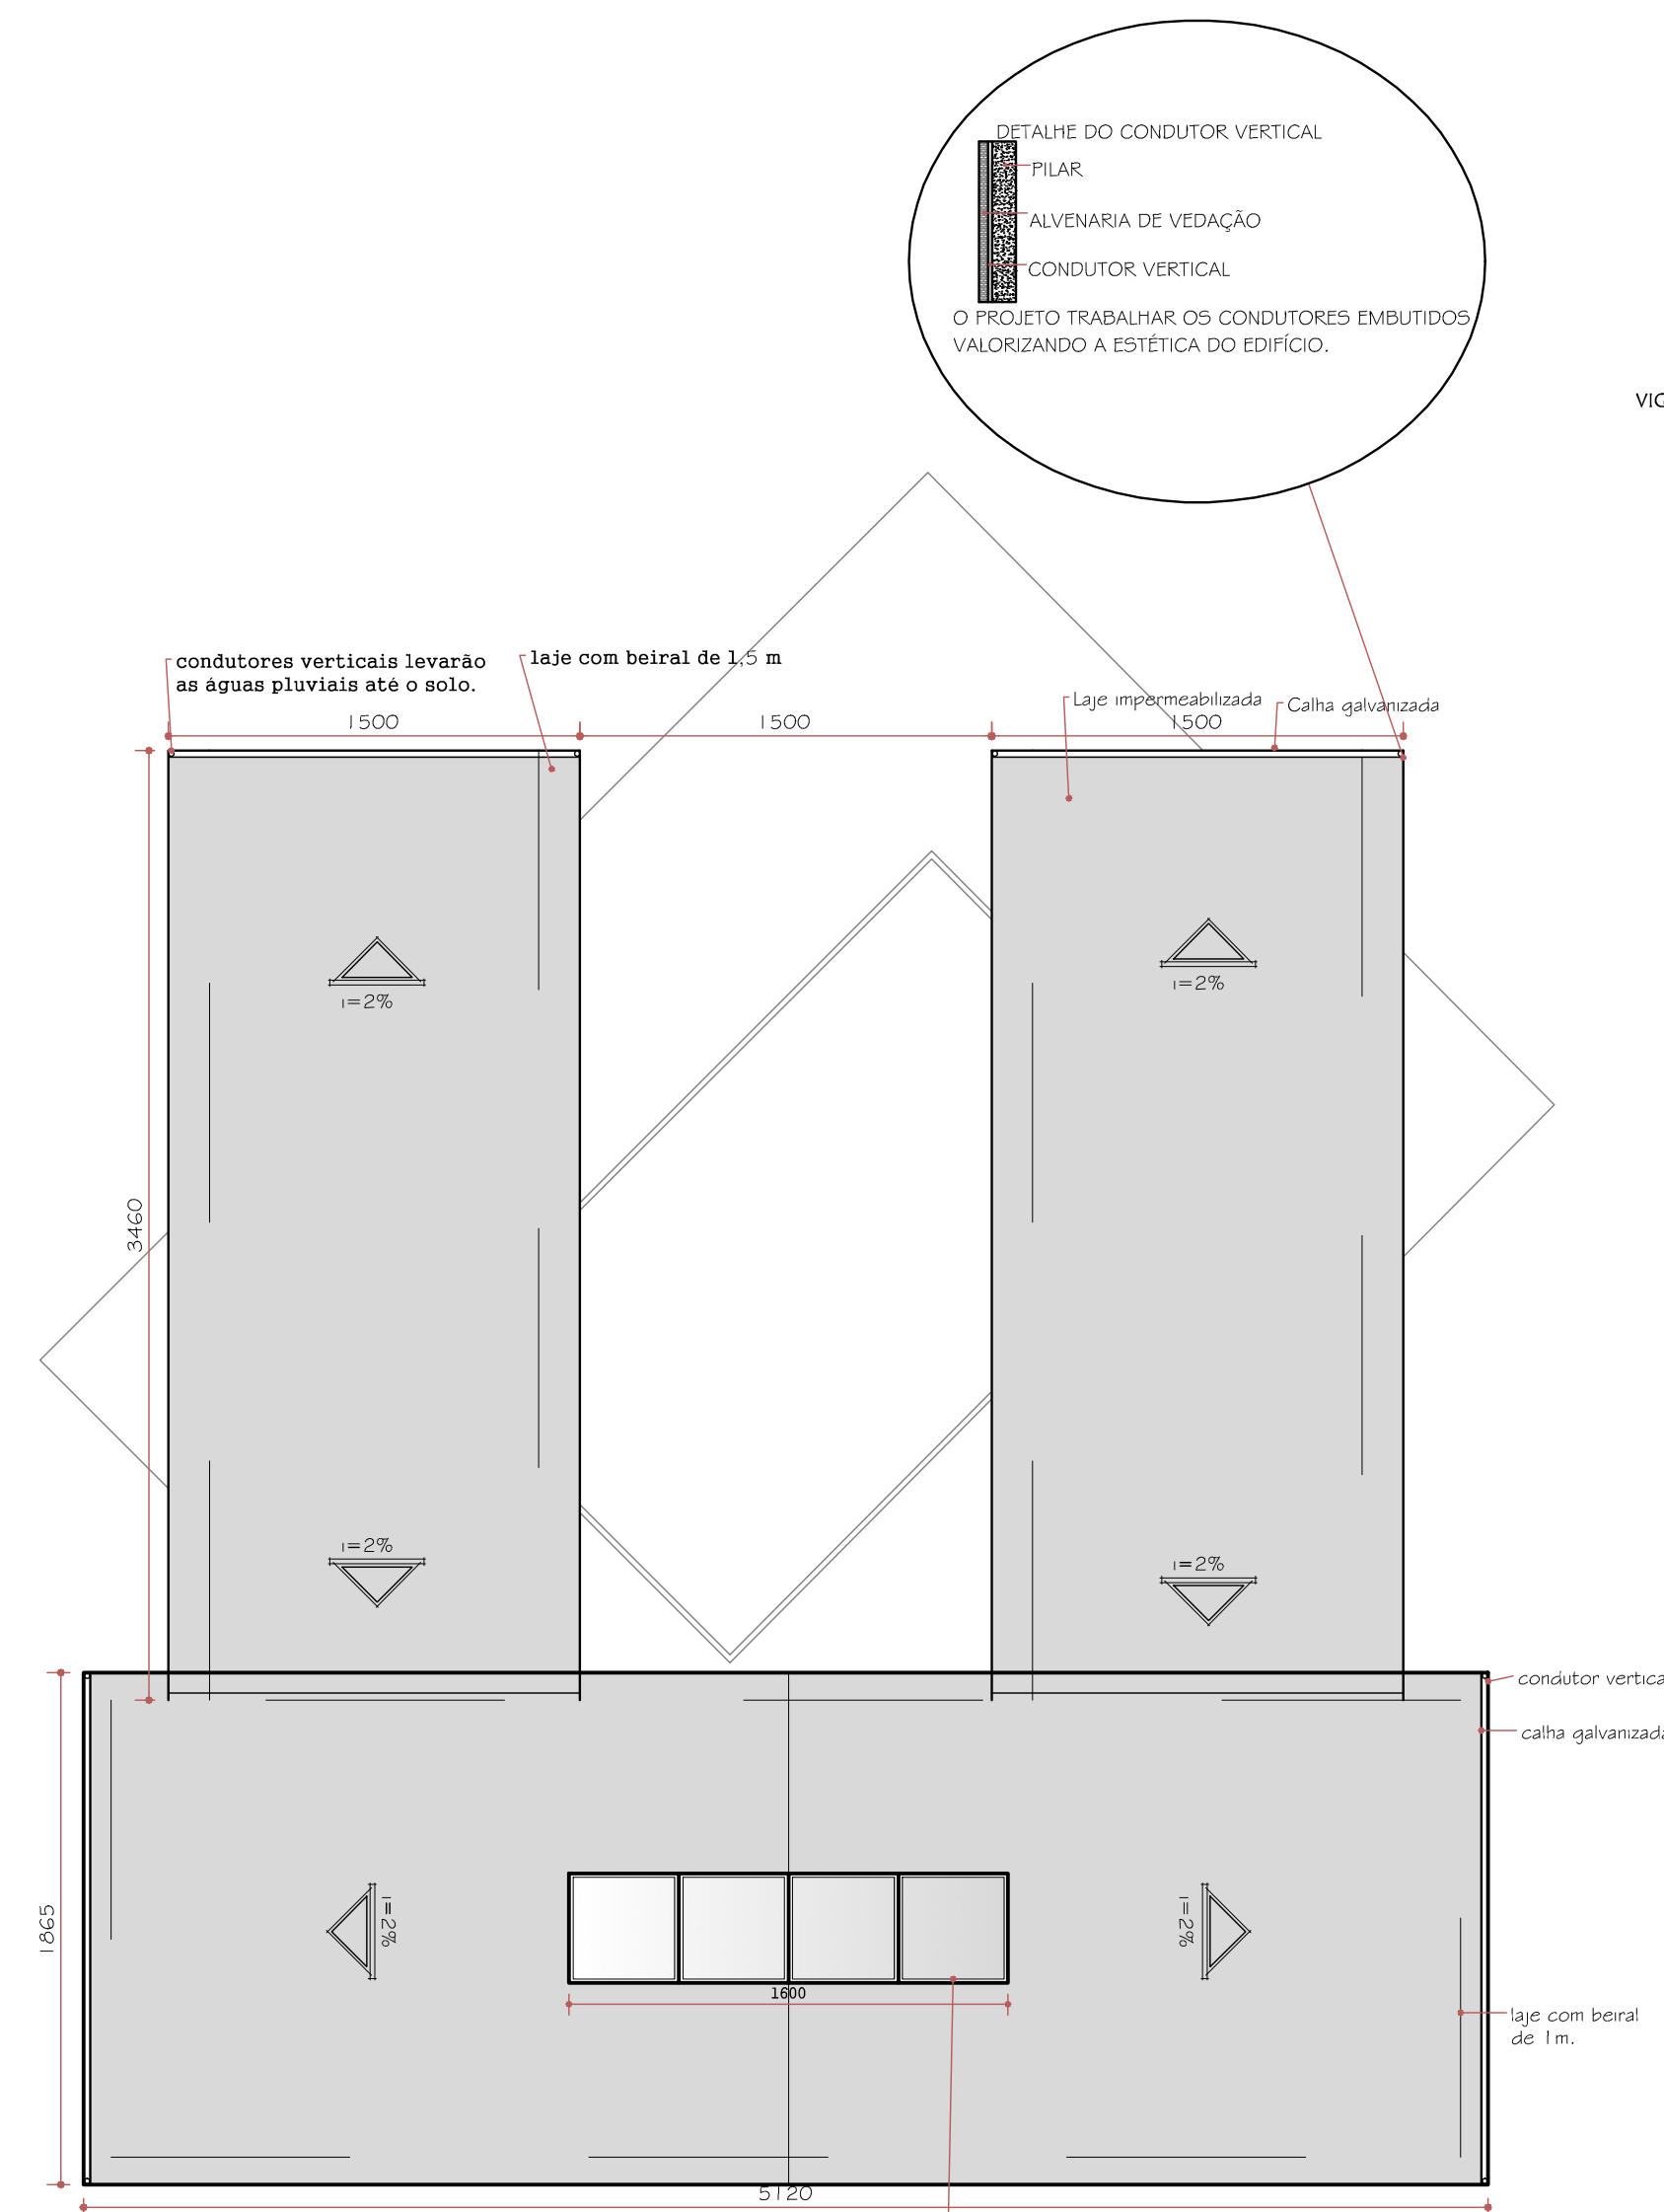 DETALHE DO CONDUTOR VERTICAL
PILAR
ALVENARIA DE VEDAÇÃO
CONDUTOR VERTICAL
O PROJETO TRABALHAR OS CONDUTORES EMBUTIDOS
VALORIZANDO A ESTÉTICA DO EDIFÍCIO.
condutores verticais levarão
as águas pluviais até o solo.
laje com beiral de 1,5 m
Laje impermeabilizada
Calha galvanizada
1500
1500
1500
i=2%
i=2%
3460
i=2%
i=2%
condutor
calha
1865
i=2%
i=2%
1600
laje com beiral
de 1m.
5120